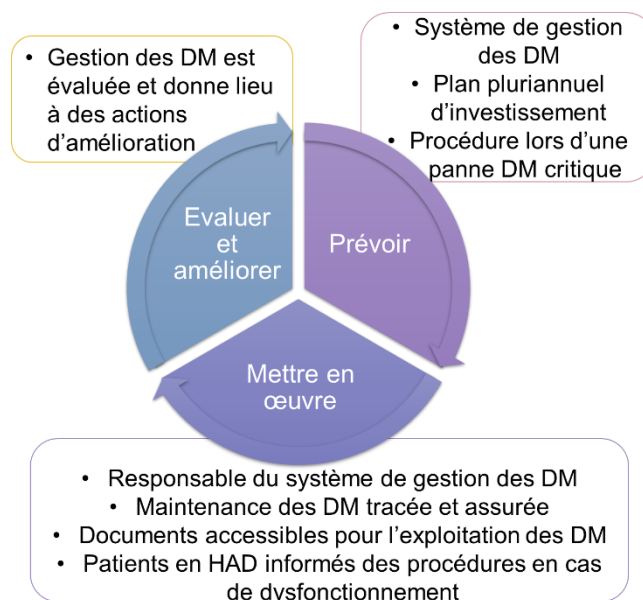 • Gestion des DM est
évaluée et donne lieu
à des actions
d’amélioration
• Système de gestion
des DM
• Plan pluriannuel
d’investissement
• Procédure lors d’une
panne DM critique
Evaluer
et
améliorer
Prévoir
Mettre en
œuvre
• Responsable du système de gestion des DM
• Maintenance des DM tracée et assurée
• Documents accessibles pour l’exploitation des DM
• Patients en HAD informés des procédures en cas
de dysfonctionnement